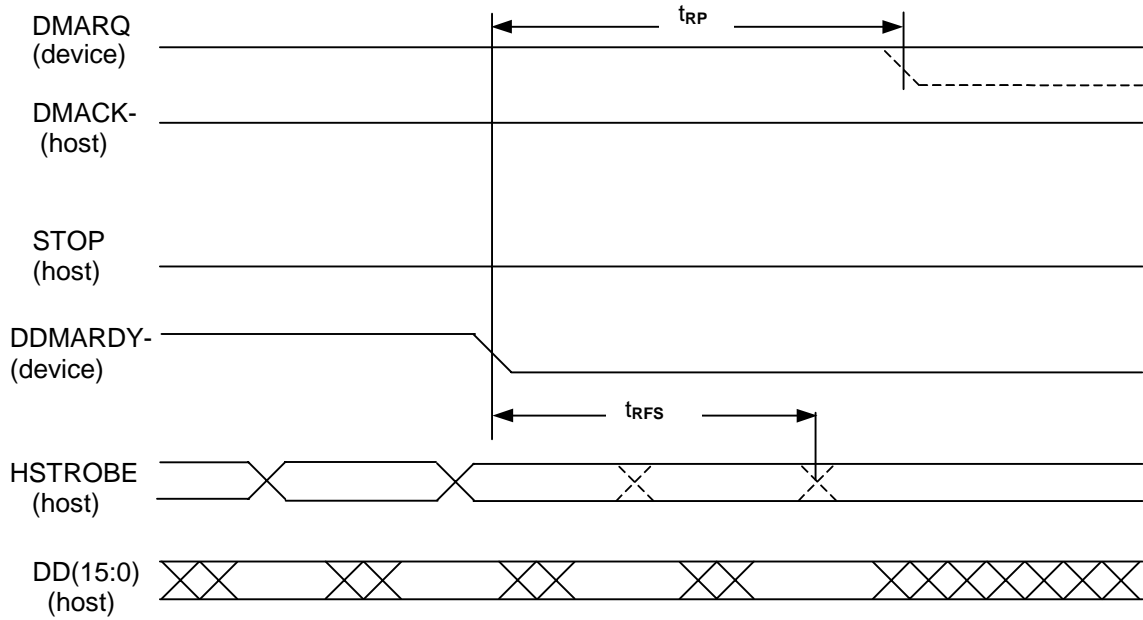 DMARQ
(device)
tRP
DMACK-
(host)
STOP
(host)
DDMARDY-
(device)
tRFS
HSTROBE
(host)
DD(15:0)
(host)